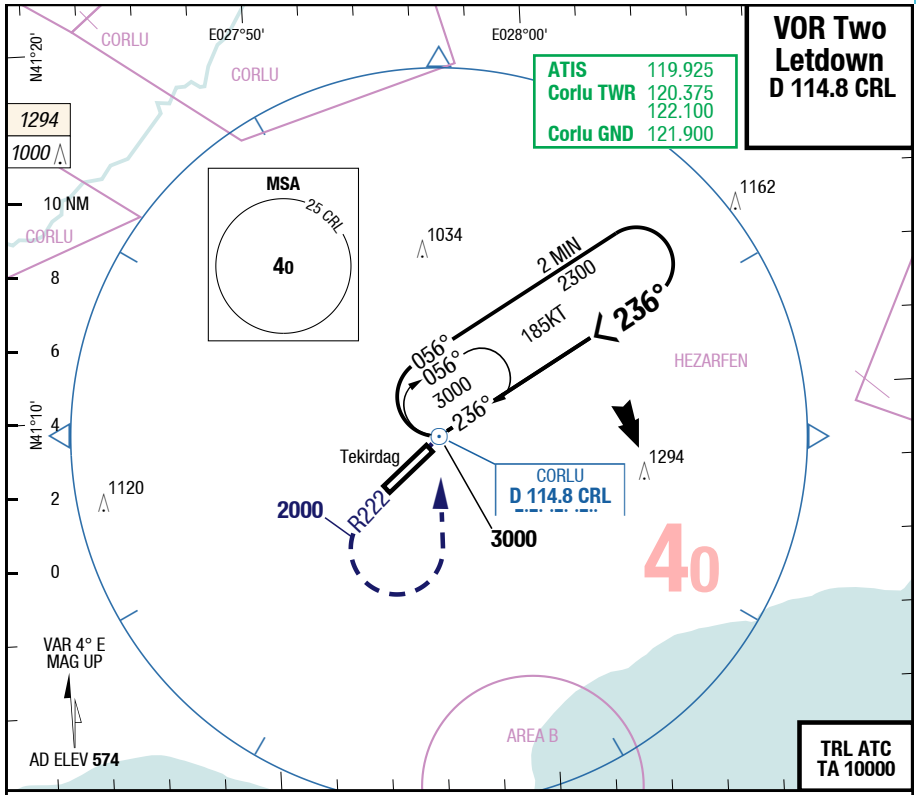 CORLU
E027°50'
E028°00'
VOR Two
Letdown
D 114.8 CRL
N41°20'
CORLU
ATIS 119.925
Corlu TWR 120.375
122.100
Corlu GND 121.900
1294
1000
MSA
25 CRL
40
1162
10 NM
CORLU
1034
8
2 MIN
2300
185KT
236°
6
056°
056°
3000
236°
HEZARFEN
4
N41°10'
Tekirdag
1294
CORLU
D 114.8 CRL
1120
2
2000
R222
3000
40
0
VAR 4° E
MAG UP
AREA B
AD ELEV 574
TRL ATC
TA 10000